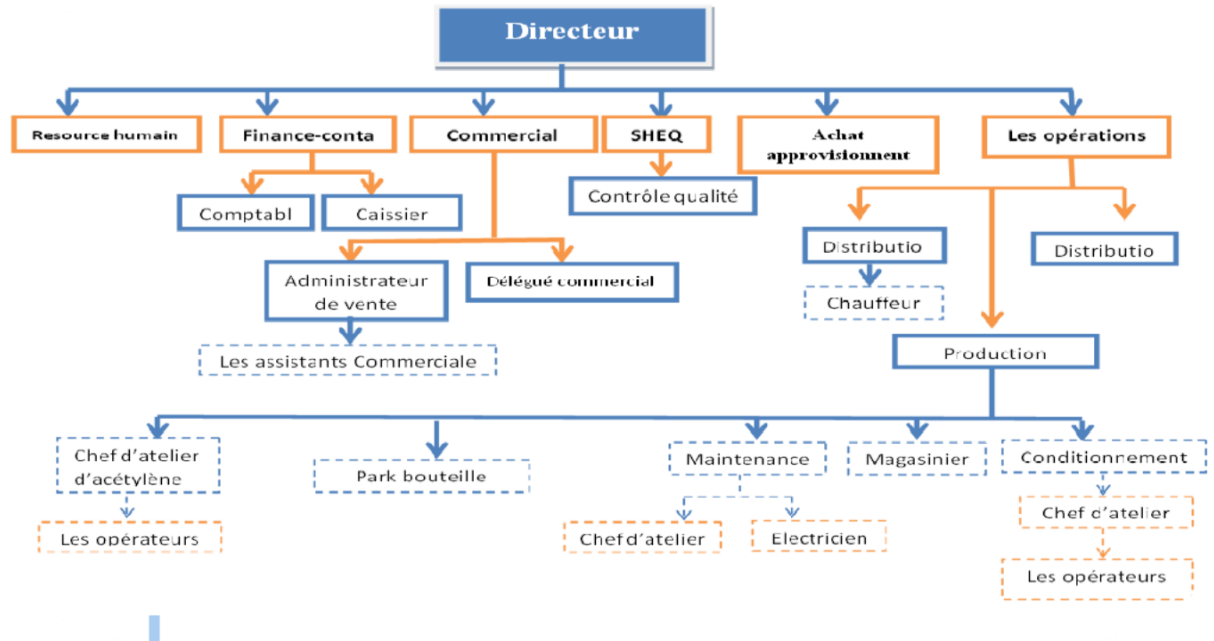 Directeur
Resource humain
Finance-conta
Commercial
SHEQ
Achat
approvisionnent
Les opérations
Comptabl
Caissier
Contrôle qualité
Distributio
Distributio
Administrateur
de vente
Délégué commercial
Chauffeur
Les assistants Commerciale
Production
Chef d'atelier
d'acétylène
Park bouteille
Maintenance
Magasinier
Conditionnement
Les opérateurs
Chef d'atelier
Electricien
Chef d'atelier
Les opérateurs